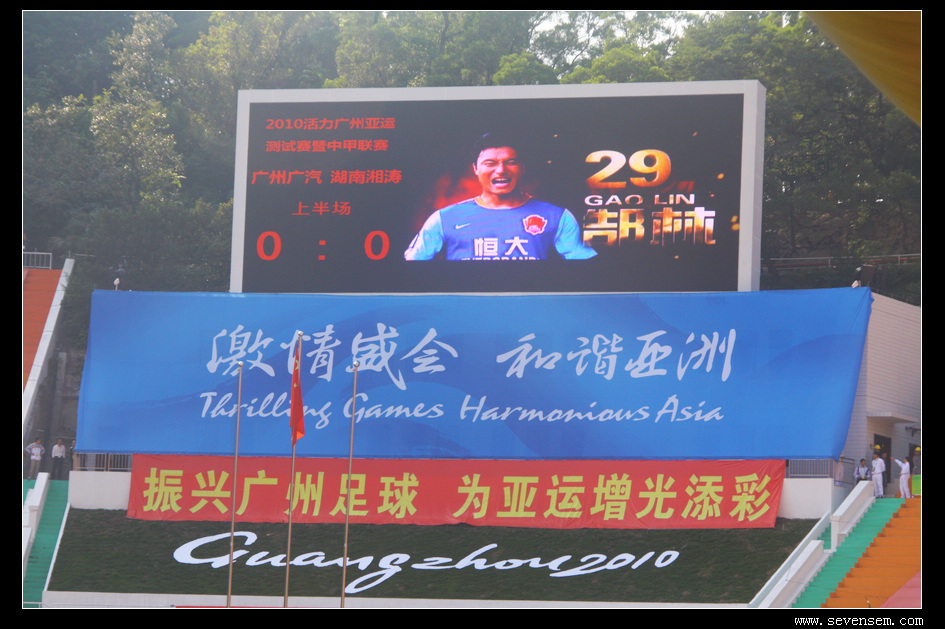 2010活力广州亚运
测试赛暨中甲联赛
广州广汽 湖南湘涛
上半场
0 : 0
29
GAO LIN
郜林
恒大
激情盛会 和谐亚洲
Thrilling Games Harmonious Asia
振兴广州足球 为亚运增光添彩
Guangzhou 2010
www.sevensem.com